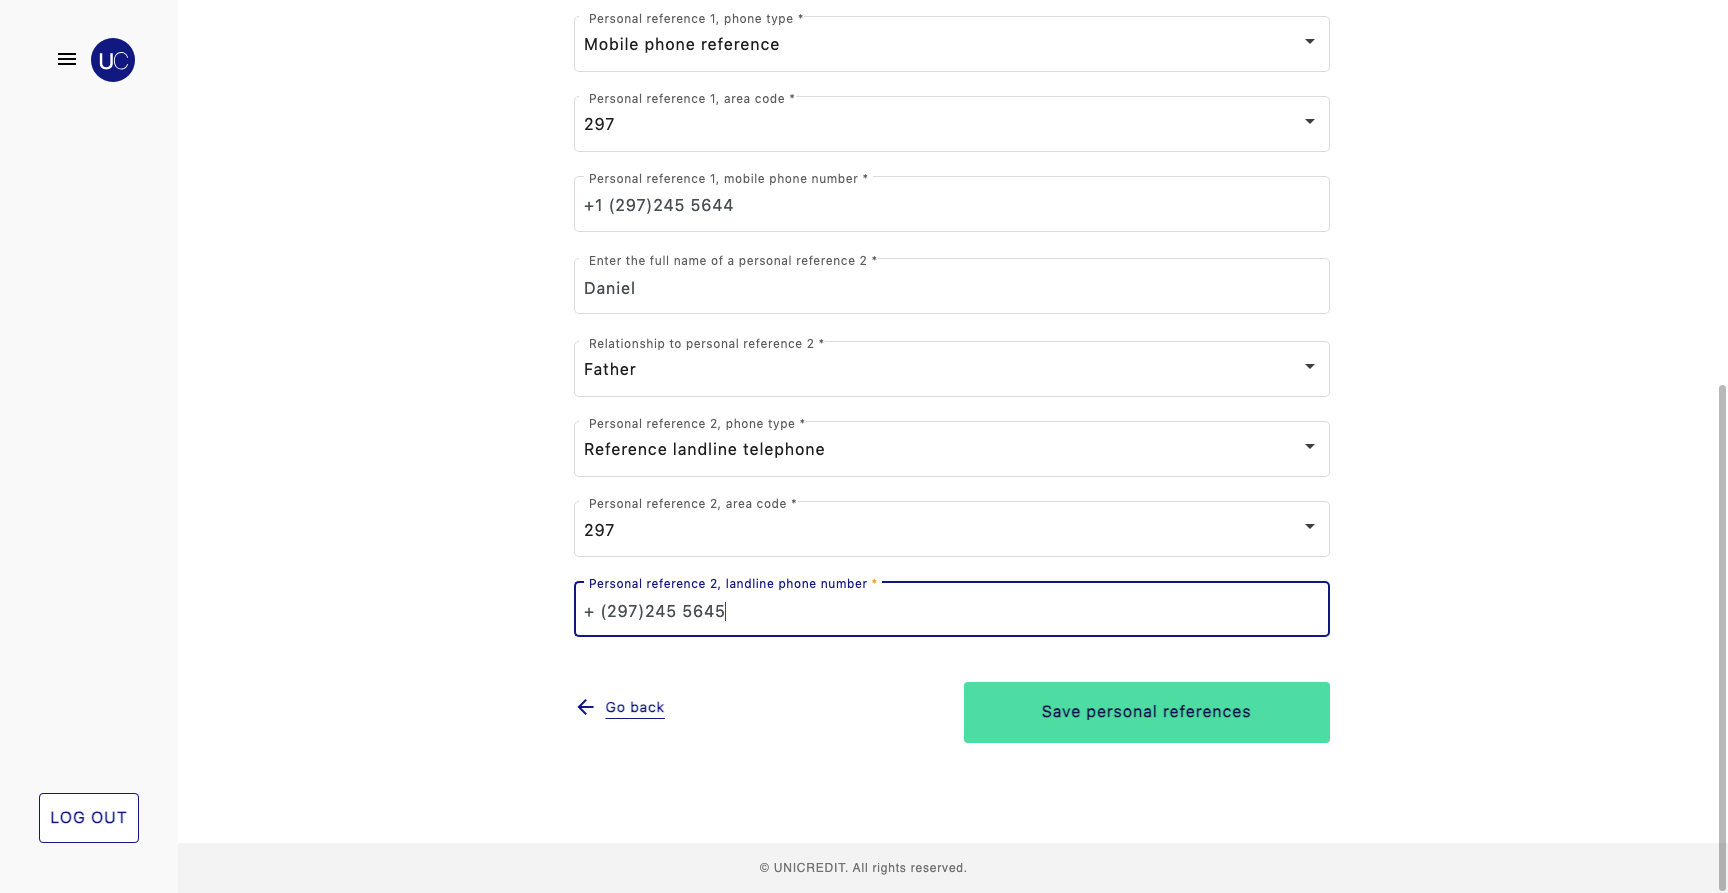 Personal reference 1, phone type *
Mobile phone reference
UC
Personal reference 1, area code *
297
Personal reference 1, mobile phone number *
+1 (297)245 5644
Enter the full name of a personal reference 2 *
Daniel
Relationship to personal reference 2 *
Father
Personal reference 2, phone type *
Reference landline telephone
Personal reference 2, area code *
297
Personal reference 2, landline phone number *
+ (297)245 5645
Go back
Save personal references
LOG OUT
© UNICREDIT. All rights reserved.